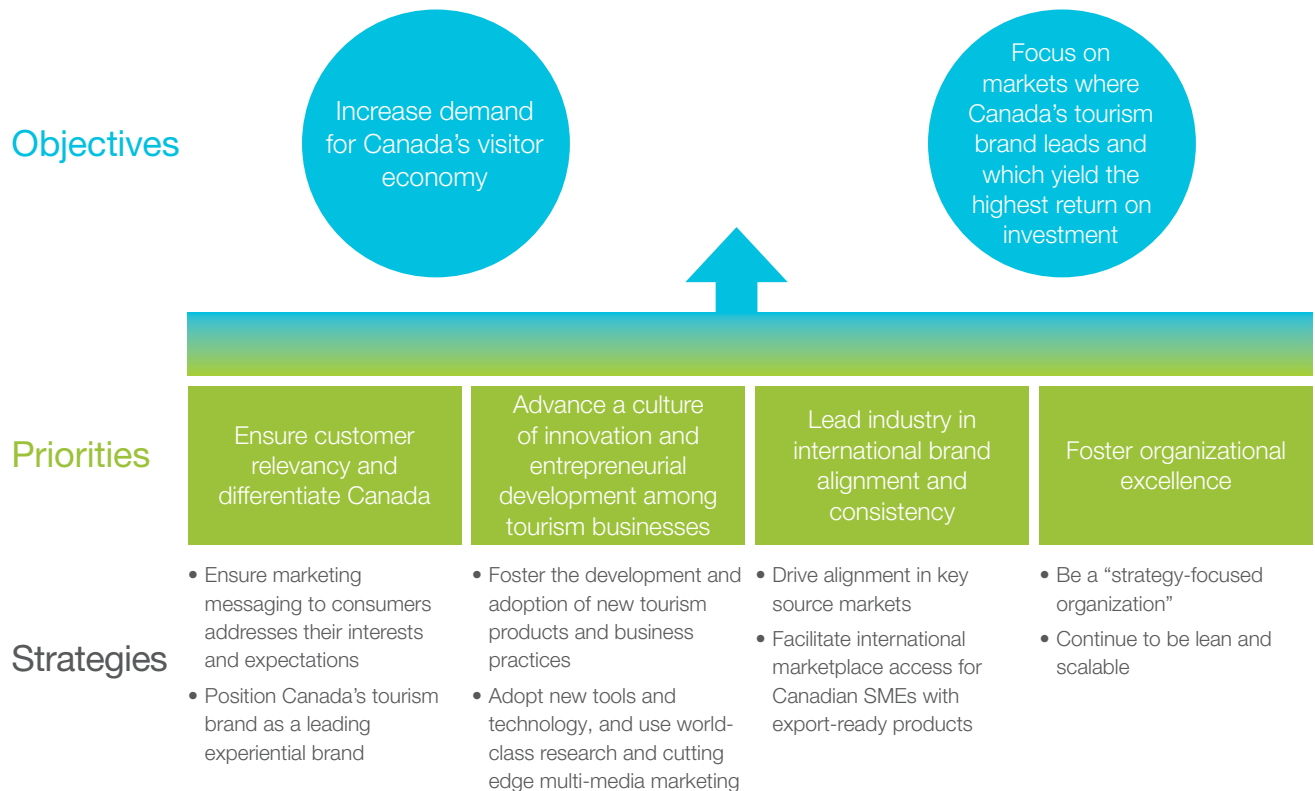 Objectives
Increase demand
for Canada's visitor
economy
Focus on
markets where
Canada's tourism
brand leads and
which yield the
highest return on
investment
Priorities
Ensure customer
relevancy and
differentiate Canada
Advance a culture
of innovation and
entrepreneurial
development among
tourism businesses
Lead industry in
international brand
alignment and
consistency
Foster organizational
excellence
Strategies
• Ensure marketing
messaging to consumers
addresses their interests
and expectations
• Position Canada's tourism
brand as a leading
experiential brand
• Foster the development and
adoption of new tourism
products and business
practices
• Adopt new tools and
technology, and use world-
class research and cutting
edge multi-media marketing
• Drive alignment in key
source markets
• Facilitate international
marketplace access for
Canadian SMEs with
export-ready products
• Be a “strategy-focused
organization”
• Continue to be lean and
scalable